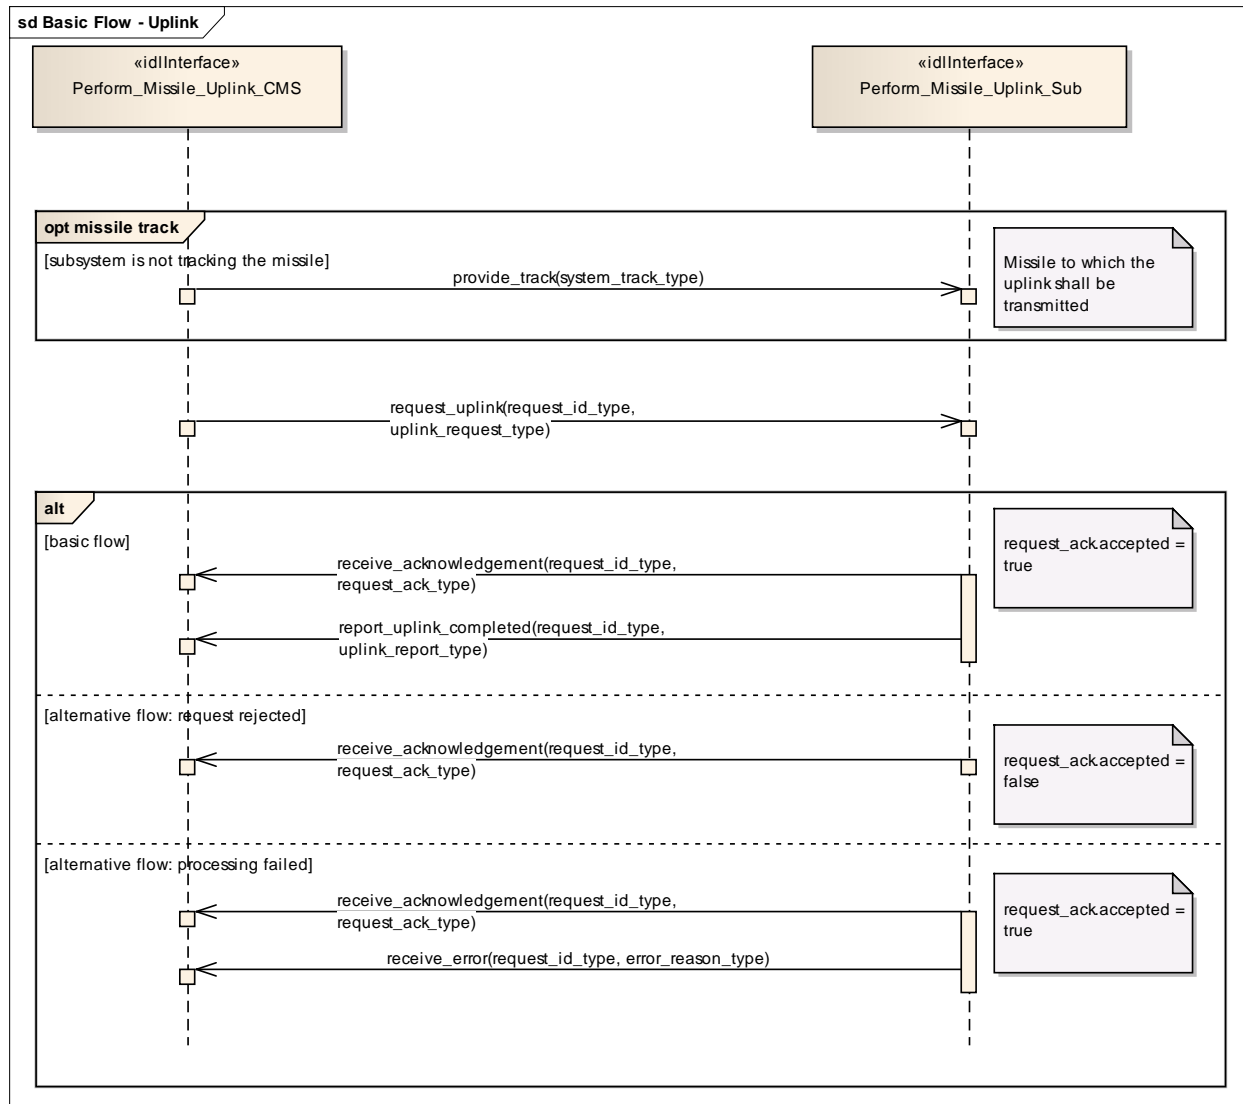 sd Basic Flow - Uplink
«idlInterface»
Perform_Missile_Uplink_CMS
«idlInterface»
Perform_Missile_Uplink_Sub
opt missile track
[subsystem is not tracking the missile]
provide_track(system_track_type)
Missile to which the
uplink shall be
transmitted
request_uplink(request_id_type,
uplink_request_type)
alt
[basic flow]
request_ack.accepted =
true
receive_acknowledgement(request_id_type,
request_ack_type)
report_uplink_completed(request_id_type,
uplink_report_type)
[alternative flow: request rejected]
receive_acknowledgement(request_id_type,
request_ack_type)
request_ack.accepted =
false
[alternative flow: processing failed]
receive_acknowledgement(request_id_type,
request_ack_type)
request_ack.accepted =
true
receive_error(request_id_type, error_reason_type)